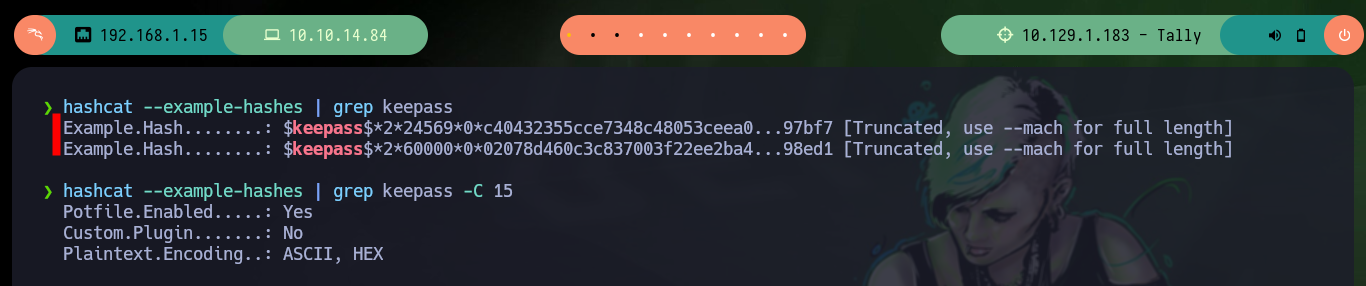 192.168.1.15 10.10.14.84 10.129.1.183 - Tally
❯ hashcat --example-hashes | grep keepass
Example.Hash........: $keepass$*2*24569*0*c40432355cce7348c48053ceea0...97bf7 [Truncated, use --mach for full length]
Example.Hash........: $keepass$*2*60000*0*02078d460c3c837003f22ee2ba4...98ed1 [Truncated, use --mach for full length]
❯ hashcat --example-hashes | grep keepass -C 15
Potfile.Enabled.....: Yes
Custom.Plugin.......: No
Plaintext.Encoding..: ASCII, HEX